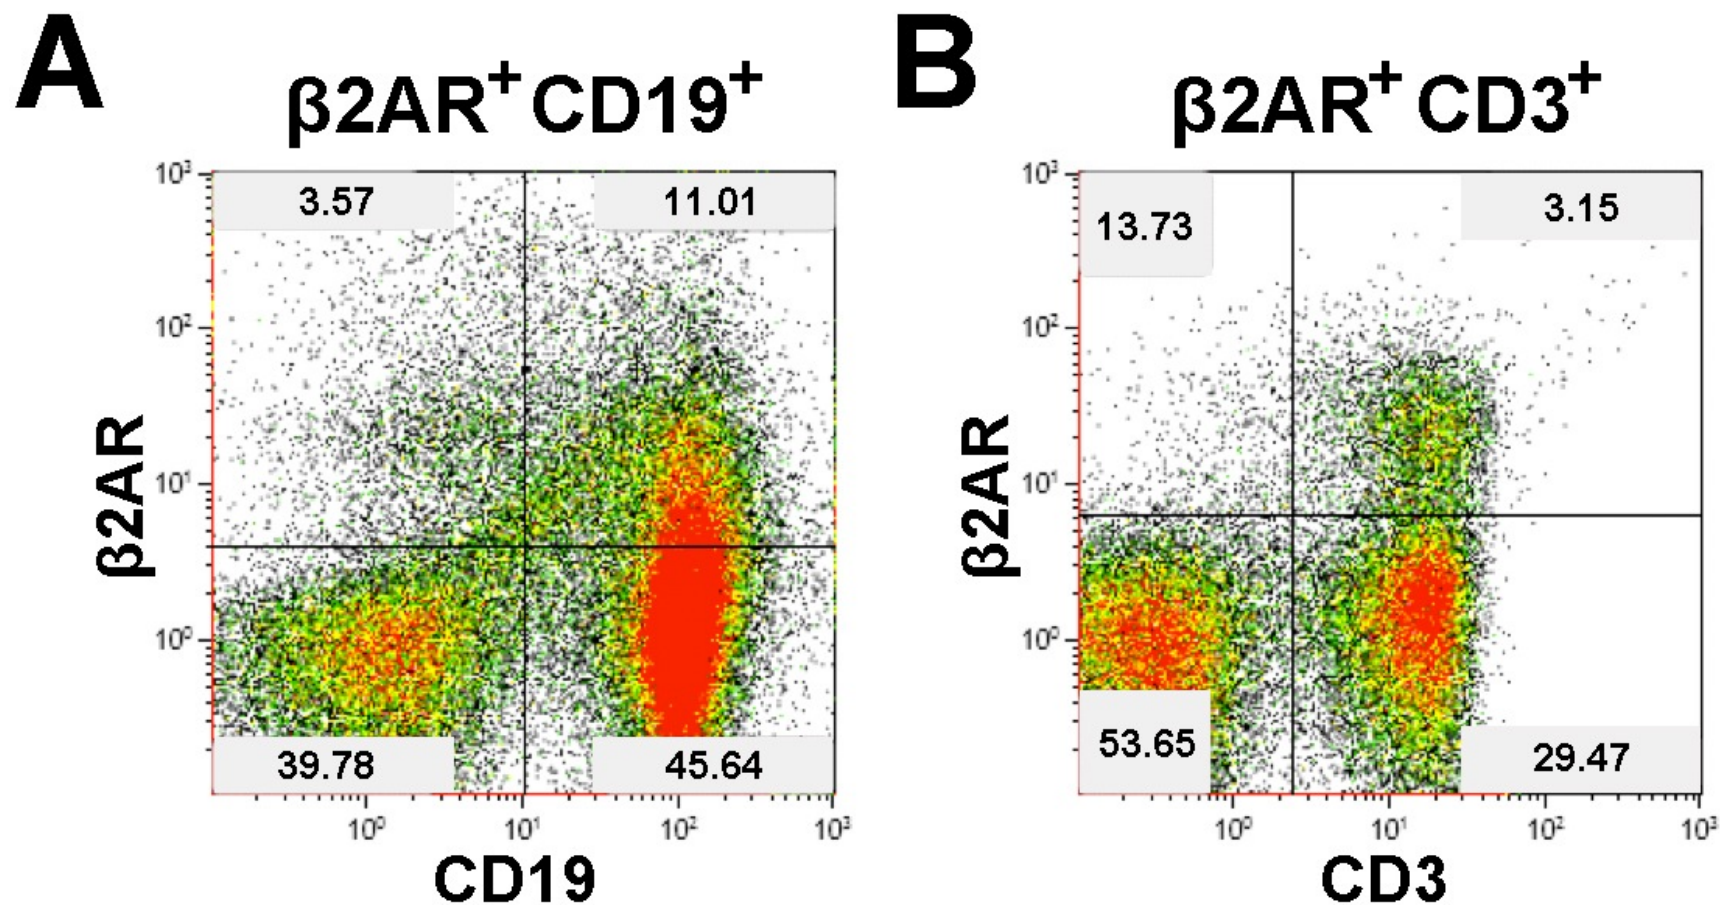 A
β2AR⁺ CD19⁺
10³
3.57
11.01
10²
β2AR
10¹
10⁰
39.78
45.64
10⁰ 10¹ 10² 10³
CD19
B
β2AR⁺ CD3⁺
10³
13.73
3.15
10²
β2AR
10¹
10⁰
53.65
29.47
10⁰ 10¹ 10² 10³
CD3